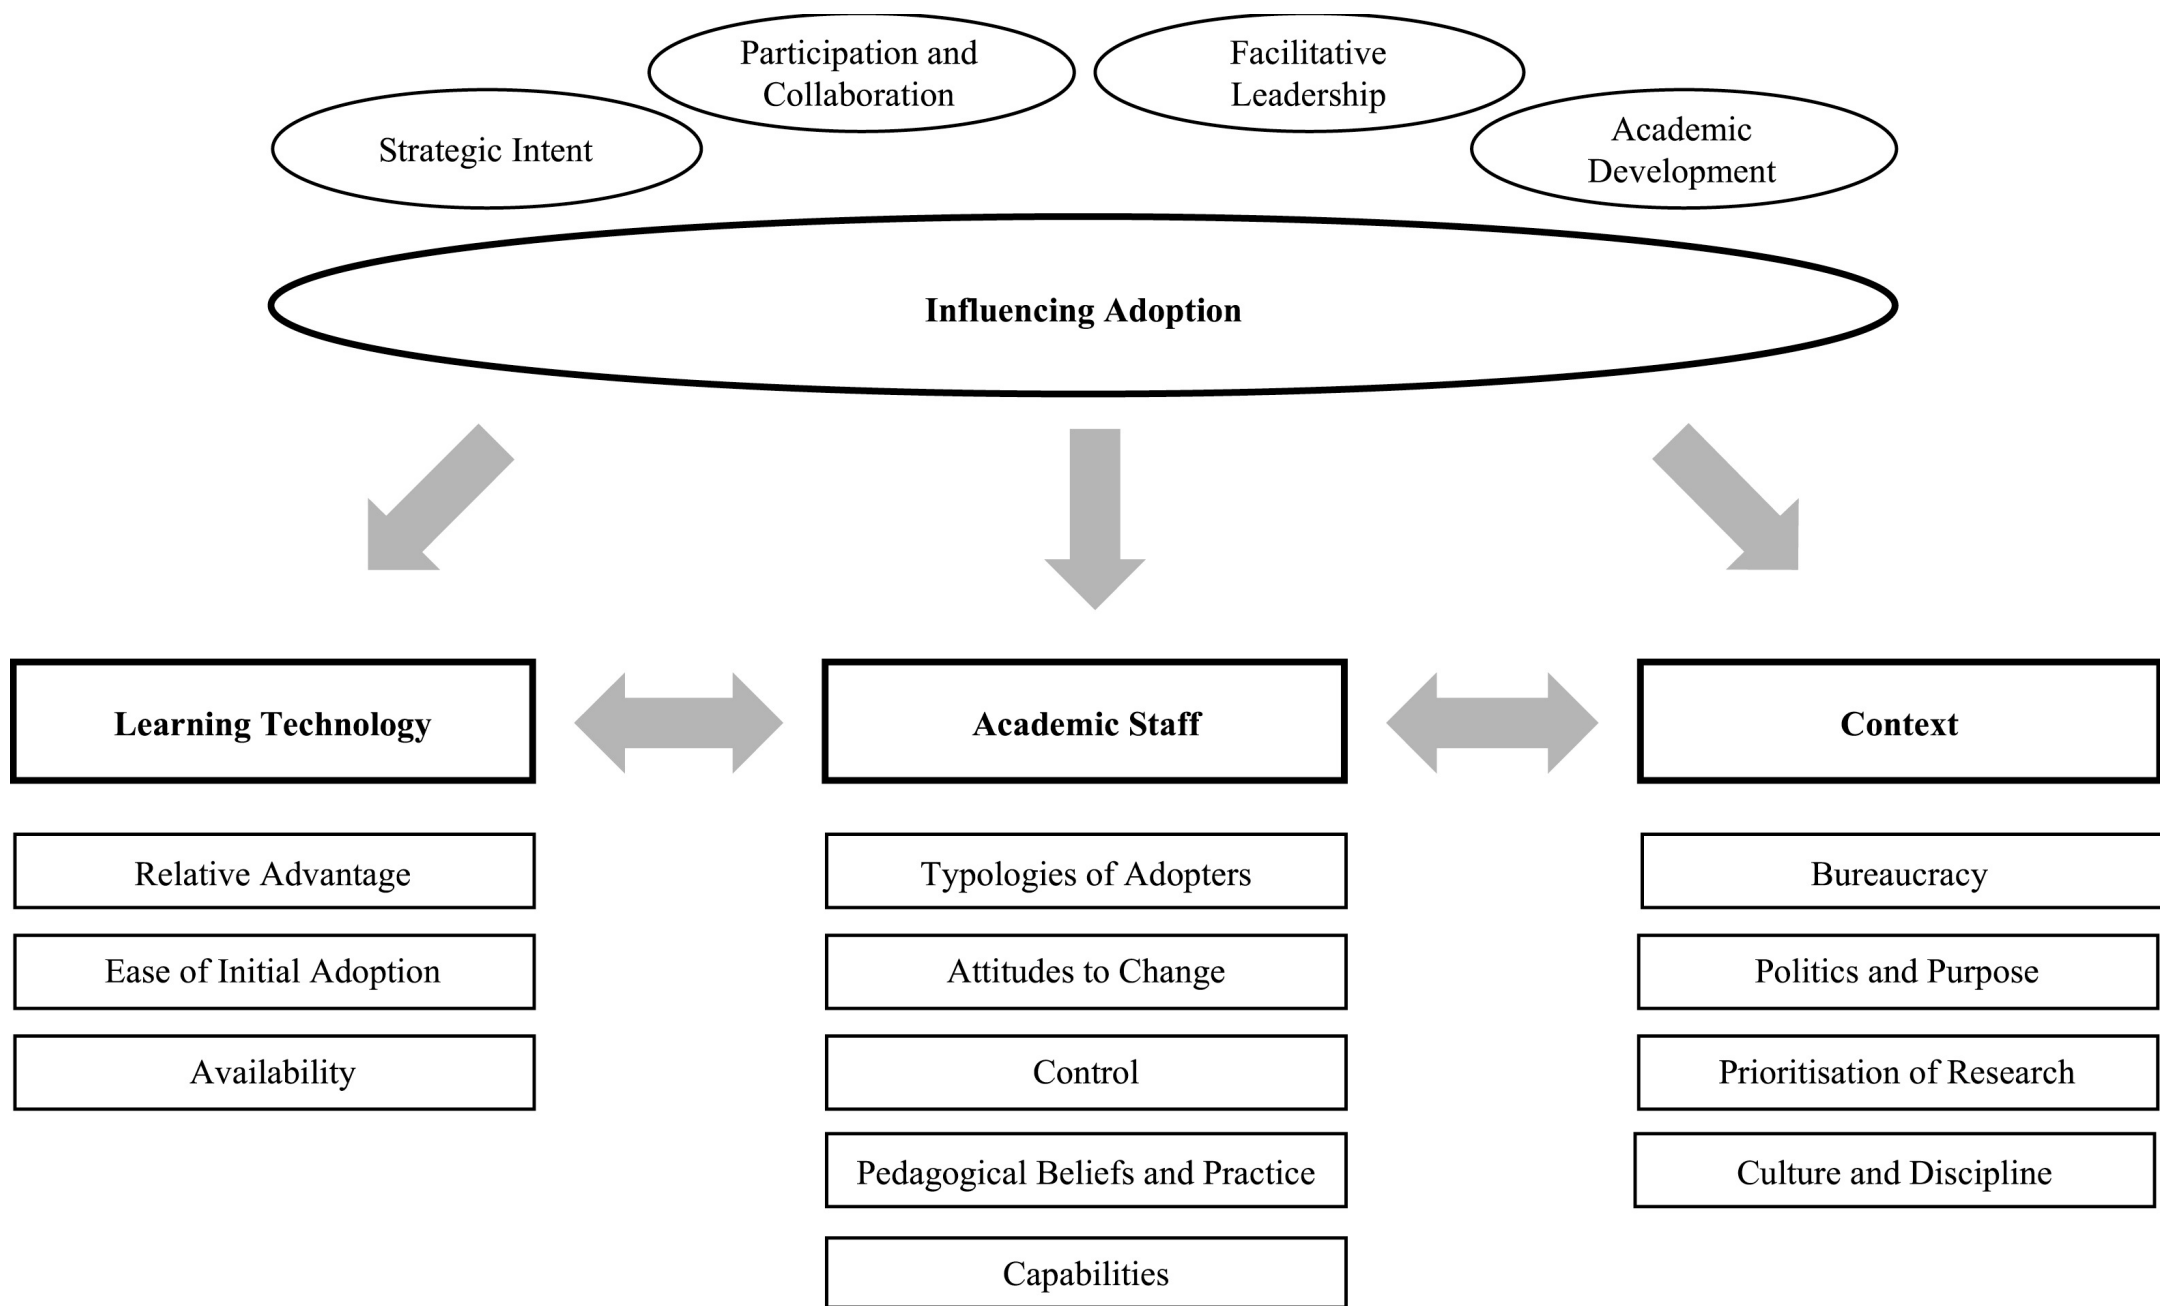 Participation and
Collaboration
Facilitative
Leadership
Strategic Intent
Academic
Development
Influencing Adoption
Learning Technology
Academic Staff
Context
Relative Advantage
Typologies of Adopters
Bureaucracy
Ease of Initial Adoption
Attitudes to Change
Politics and Purpose
Availability
Control
Prioritisation of Research
Pedagogical Beliefs and Practice
Culture and Discipline
Capabilities